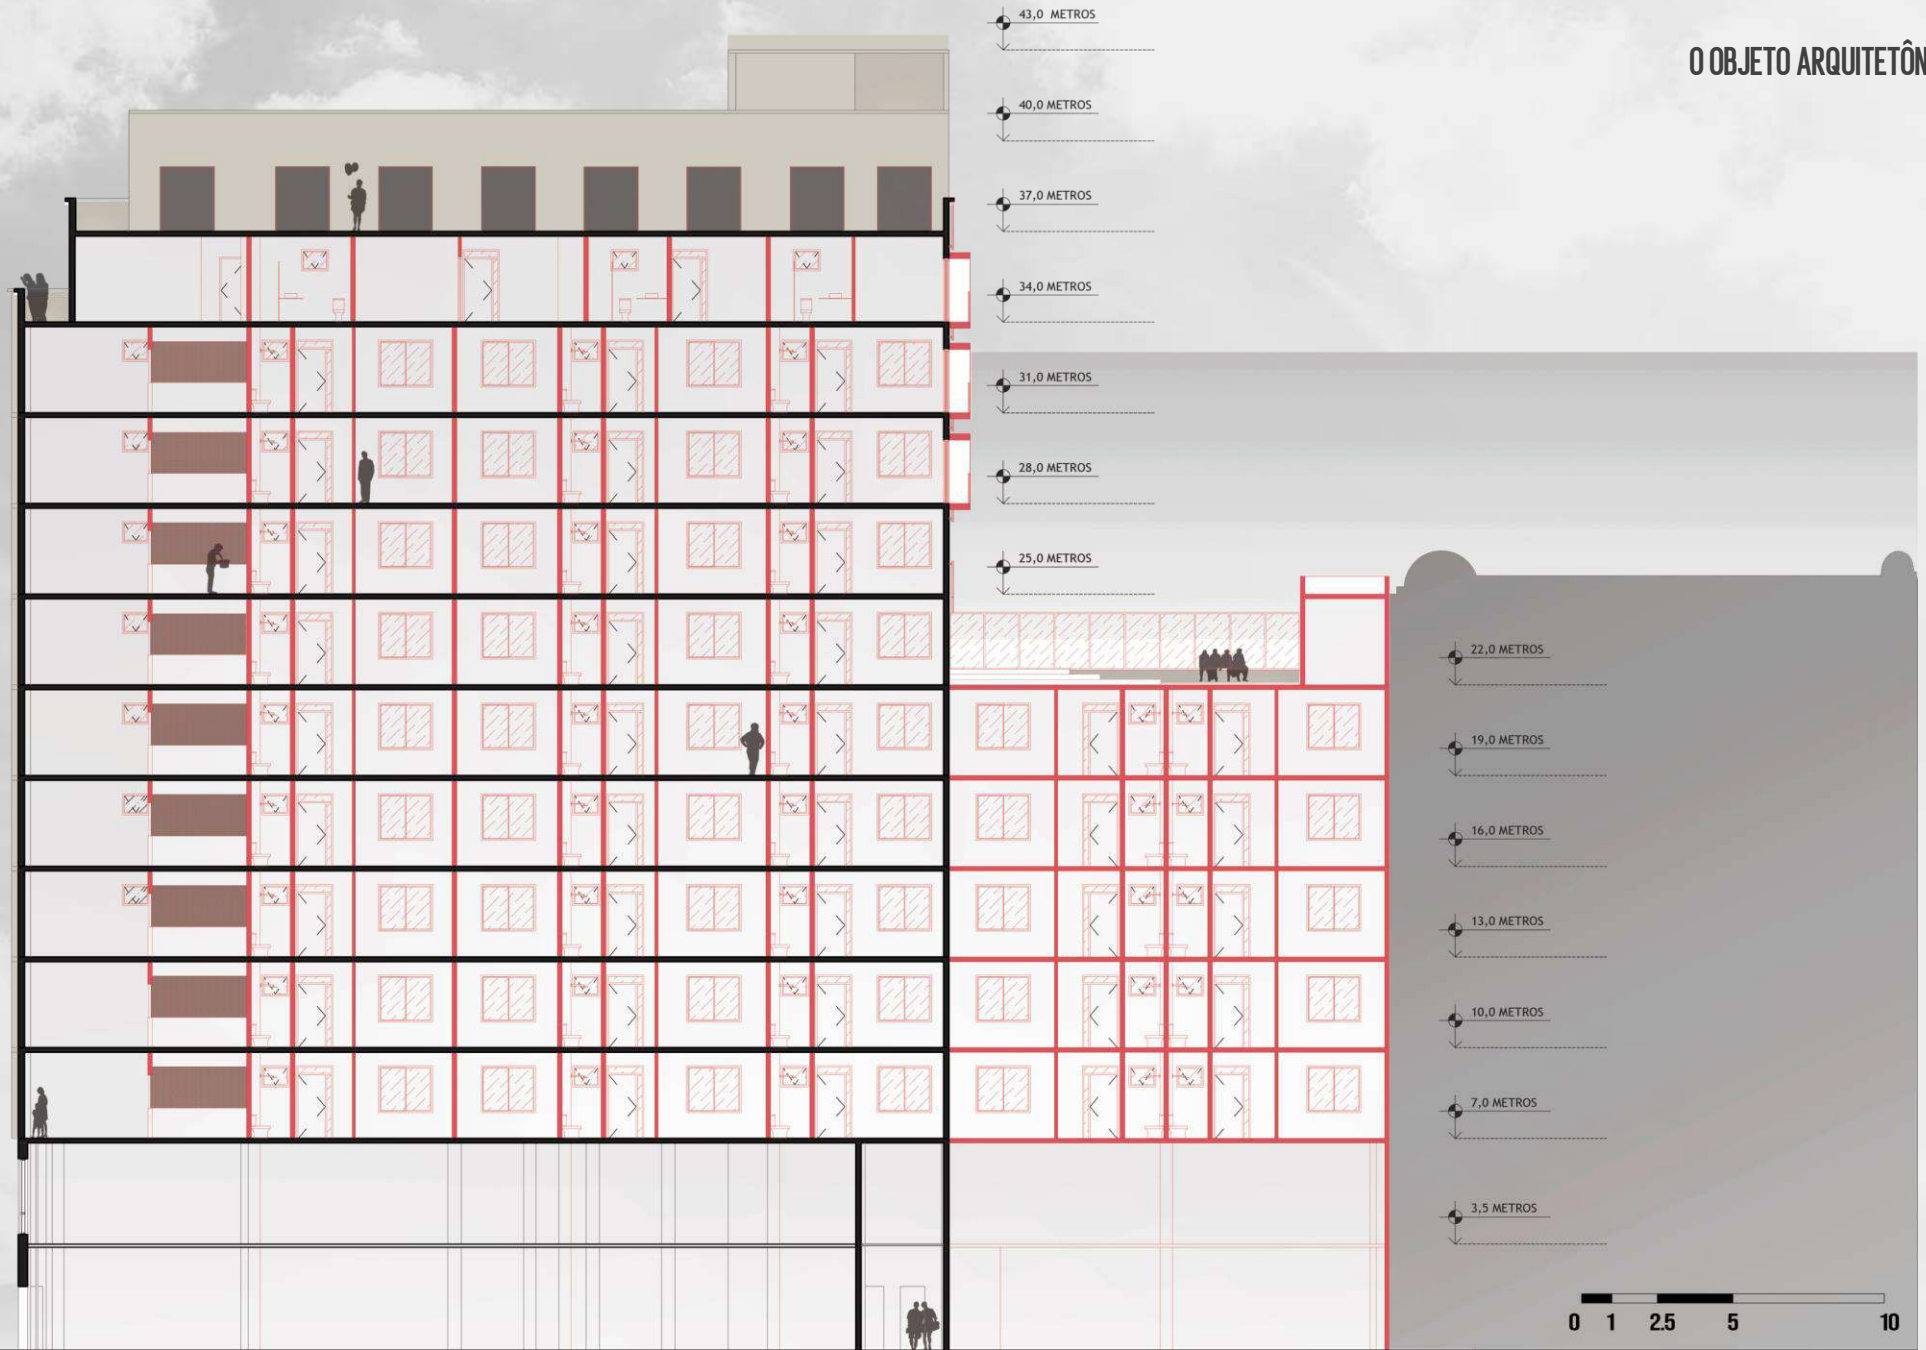 43,0 METROS
O OBJETO ARQUITETÔN
40,0 METROS
37,0 METROS
34,0 METROS
31,0 METROS
28,0 METROS
25,0 METROS
22,0 METROS
19,0 METROS
16,0 METROS
13,0 METROS
10,0 METROS
7,0 METROS
3,5 METROS
0 1 2.5 5 10